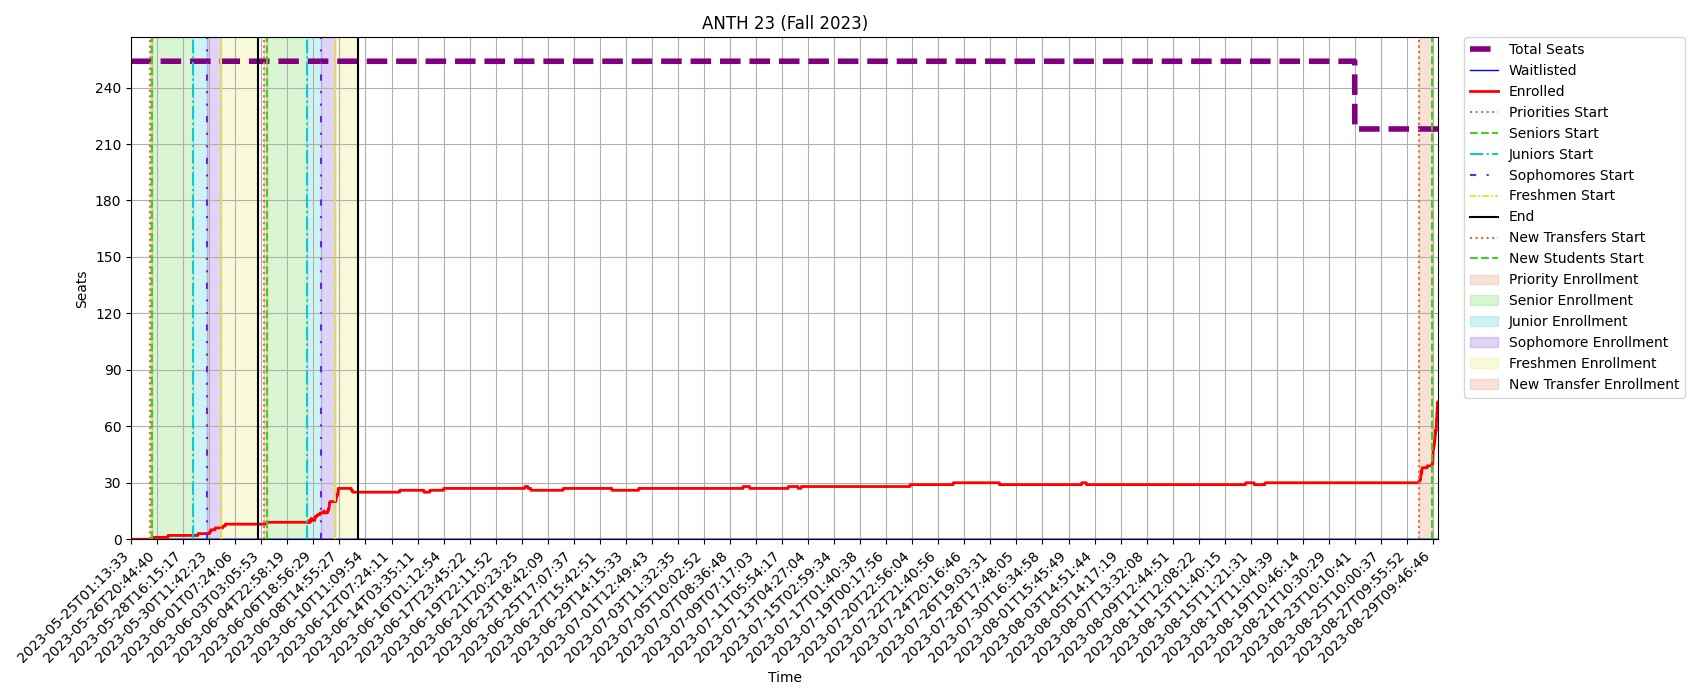 ANTH 23 (Fall 2023)
Seats
240
210
180
150
120
90
60
30
0
2023-05-25T01:13:33
2023-05-26T20:44:40
2023-05-28T16:15:17
2023-05-30T11:42:23
2023-06-01T07:24:06
2023-06-03T03:05:53
2023-06-04T22:58:19
2023-06-06T18:56:29
2023-06-08T14:55:27
2023-06-10T11:09:54
2023-06-12T07:24:11
2023-06-14T03:35:11
2023-06-16T01:12:54
2023-06-17T23:45:22
2023-06-19T22:11:52
2023-06-21T20:23:25
2023-06-23T18:42:09
2023-06-25T17:07:37
2023-06-27T15:42:51
2023-06-29T14:15:33
2023-07-01T12:49:43
2023-07-03T11:32:35
2023-07-05T10:02:52
2023-07-07T08:36:48
2023-07-09T07:17:03
2023-07-11T05:54:17
2023-07-13T04:27:04
2023-07-15T02:59:34
2023-07-17T01:40:38
2023-07-19T00:17:56
2023-07-20T22:56:04
2023-07-22T21:40:56
2023-07-24T20:16:46
2023-07-26T19:03:31
2023-07-28T17:48:05
2023-07-30T16:34:58
2023-08-01T15:45:49
2023-08-03T14:51:44
2023-08-05T14:17:19
2023-08-07T13:32:08
2023-08-09T12:44:51
2023-08-11T12:08:22
2023-08-13T11:40:15
2023-08-15T11:21:31
2023-08-17T11:04:39
2023-08-19T10:46:14
2023-08-21T10:30:29
2023-08-23T10:10:41
2023-08-25T10:00:37
2023-08-27T09:55:52
2023-08-29T09:46:46
Time
Total Seats
Waitlisted
Enrolled
Priorities Start
Seniors Start
Juniors Start
Sophomores Start
Freshmen Start
End
New Transfers Start
New Students Start
Priority Enrollment
Senior Enrollment
Junior Enrollment
Sophomore Enrollment
Freshmen Enrollment
New Transfer Enrollment